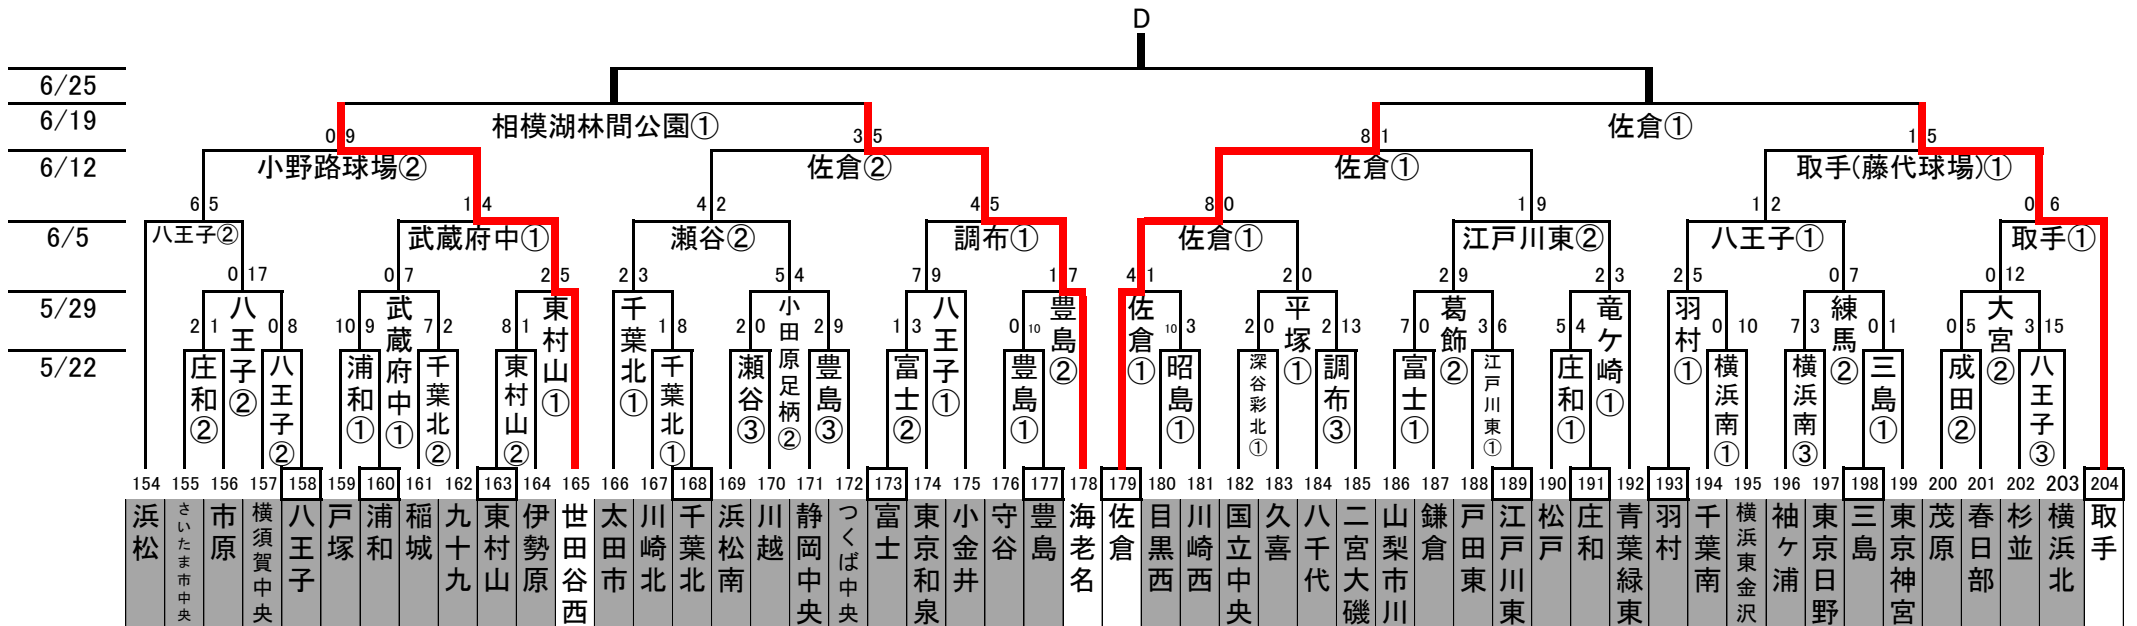 D
6/25
6/19
相模湖林間公園①
佐倉①
0 9
3 5
8 1
1 5
6/12
小野路球場②
佐倉②
佐倉①
取手(藤代球場)①
6 5
1 4
4 2
4 5
8 0
1 9
1 2
0 6
6/5
八王子②
武蔵府中①
瀬谷②
調布①
佐倉①
江戸川東②
八王子①
取手①
0 17
0 7
2 5
2 3
5 4
7 9
1 7
4 1
2 0
2 9
2 3
2 5
0 7
0 12
5/29
八王子②
武蔵府中①
東村山①
千葉北①
小田原足柄②
八王子①
豊島②
佐倉①
平塚①
葛飾②
竜ケ崎①
羽村①
練馬②
大宮②
2 1
0 8
10 9
7 2
8 1
1 8
2 0
2 9
1 3
0 10
10 3
2 0
2 13
7 0
3 6
5 4
0 10
7 3
0 1
0 5
3 15
5/22
庄和②
八王子②
浦和①
千葉北②
東村山②
千葉北①
瀬谷③
豊島③
富士②
豊島①
昭島①
深谷彩北①
調布③
富士①
江戸川東①
庄和①
横浜南①
横浜南③
三島①
成田②
八王子③
154 155 156 157 158 159 160 161 162 163 164 165 166 167 168 169 170 171 172 173 174 175 176 177 178 179 180 181 182 183 184 185 186 187 188 189 190 191 192 193 194 195 196 197 198 199 200 201 202 203 204
浜松
さいたま市中央
市原
横須賀中央
八王子
戸塚
浦和
稲城
九十九
東村山
伊勢原
世田谷西
太田市
川崎北
千葉北
浜松南
川越
静岡中央
つくば中央
富士
東京和泉
小金井
守谷
豊島
海老名
佐倉
目黒西
川崎西
国立中央
久喜
八千代
二宮大磯
山梨市川
鎌倉
戸田東
江戸川東
松戸
庄和
青葉緑東
羽村
千葉南
横浜東金沢
袖ケ浦
東京日野
三島
東京神宮
茂原
春日部
杉並
横浜北
取手